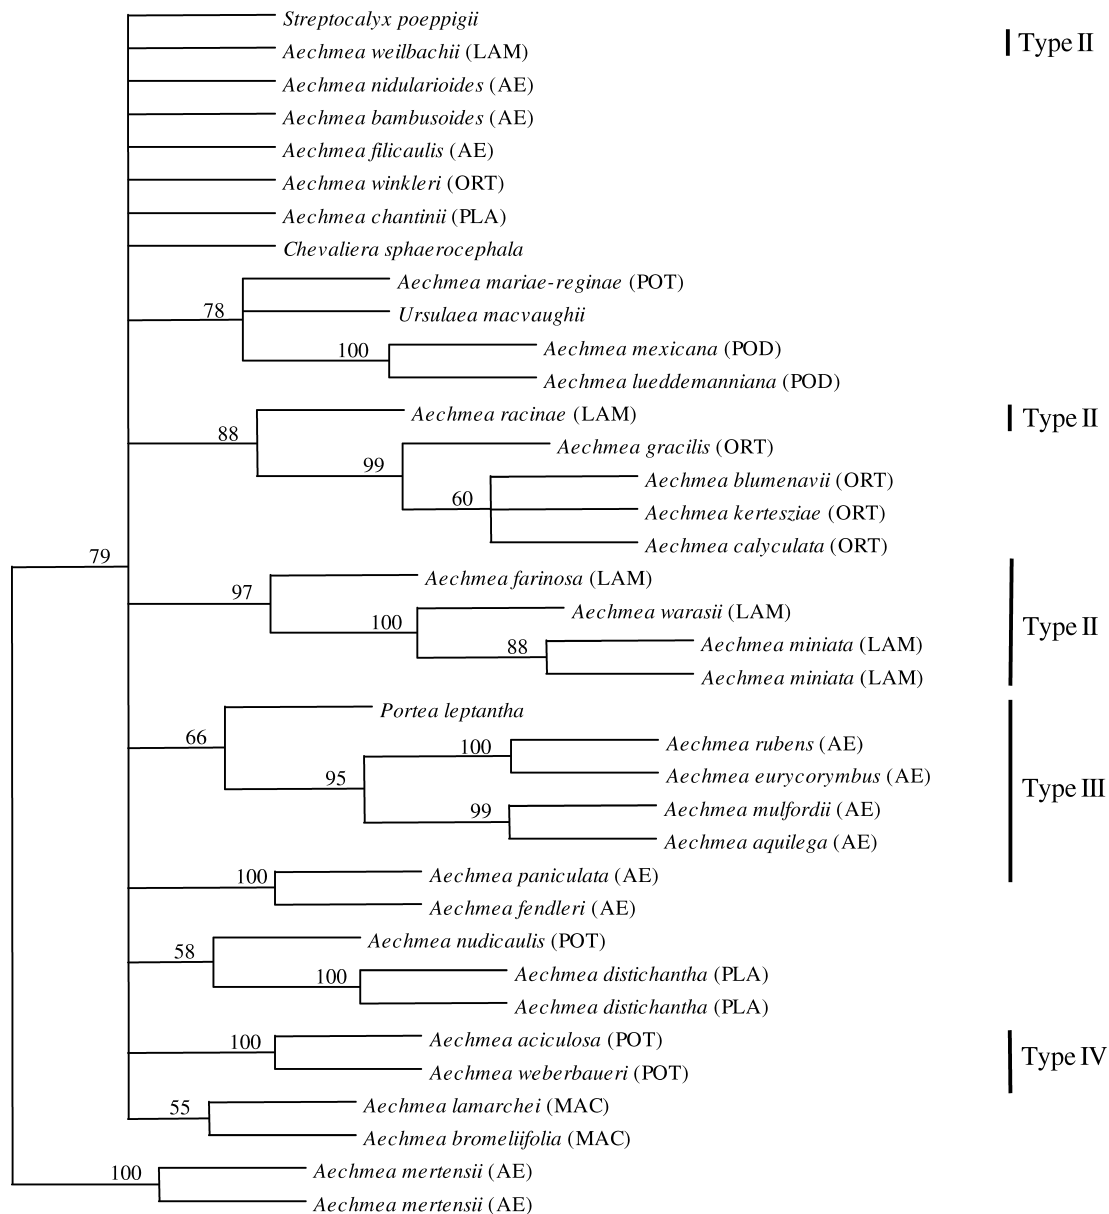 Streptocalyx poeppigii
Type II
Aechmea weilbachii (LAM)
Aechmea nidularioides (AE)
Aechmea bambusoides (AE)
Aechmea filicaulis (AE)
Aechmea winkleri (ORT)
Aechmea chantinii (PLA)
Chevaliera sphaerocephala
Aechmea mariae-reginae (POT)
78
Ursulaea macvaughii
100
Aechmea mexicana (POD)
Aechmea lueddemanniana (POD)
Aechmea racinae (LAM)
Type II
88
Aechmea gracilis (ORT)
99
Aechmea blumenavii (ORT)
60
Aechmea kertesziae (ORT)
Aechmea calyculata (ORT)
79
Aechmea farinosa (LAM)
97
Aechmea warasii (LAM)
100
Type II
88
Aechmea miniata (LAM)
Aechmea miniata (LAM)
Portea leptantha
66
100
Aechmea rubens (AE)
Aechmea eurycorymbus (AE)
95
Type III
99
Aechmea mulfordii (AE)
Aechmea aquilega (AE)
100
Aechmea paniculata (AE)
Aechmea fendleri (AE)
58
Aechmea nudicaulis (POT)
100
Aechmea distichantha (PLA)
Aechmea distichantha (PLA)
100
Aechmea aciculosa (POT)
Type IV
Aechmea weberbaueri (POT)
55
Aechmea lamarchei (MAC)
Aechmea bromeliifolia (MAC)
100
Aechmea mertensii (AE)
Aechmea mertensii (AE)